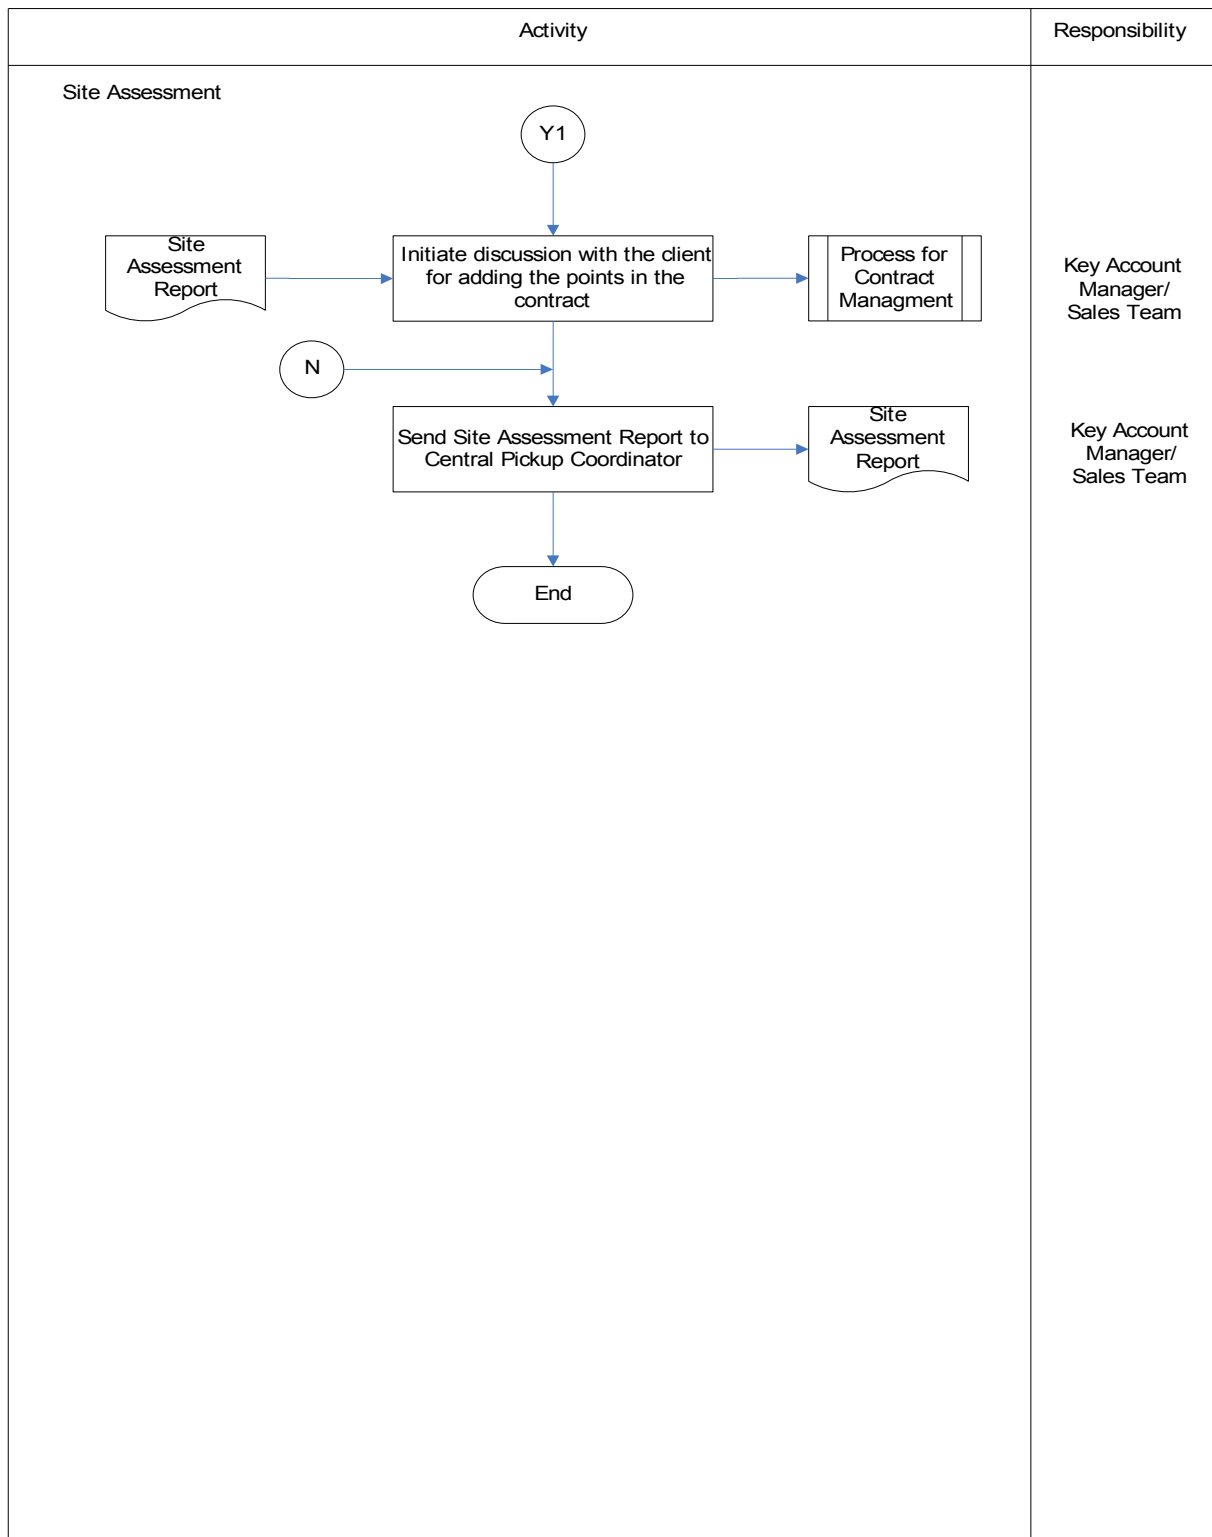 Activity
Responsibility
Site Assessment
Y1
Site
Assessment
Report
Initiate discussion with the client
for adding the points in the
contract
Process for
Contract
Managment
Key Account
Manager/
Sales Team
N
Send Site Assessment Report to
Central Pickup Coordinator
Site
Assessment
Report
Key Account
Manager/
Sales Team
End